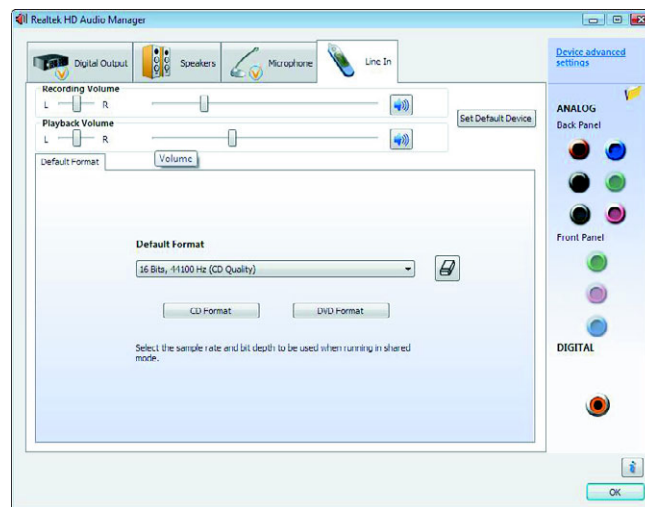 Realtek HD Audio Manager
Digital Output
Speakers
Microphone
Line In
Device advanced settings
Recording Volume
L R
Set Default Device
Playback Volume
L R
Volume
Default Format
Default Format
16 Bits, 44100 Hz (CD Quality)
CD Format
DVD Format
Select the sample rate and bit depth to be used when running in shared
mode.
ANALOG
Back Panel
Front Panel
DIGITAL
i
OK